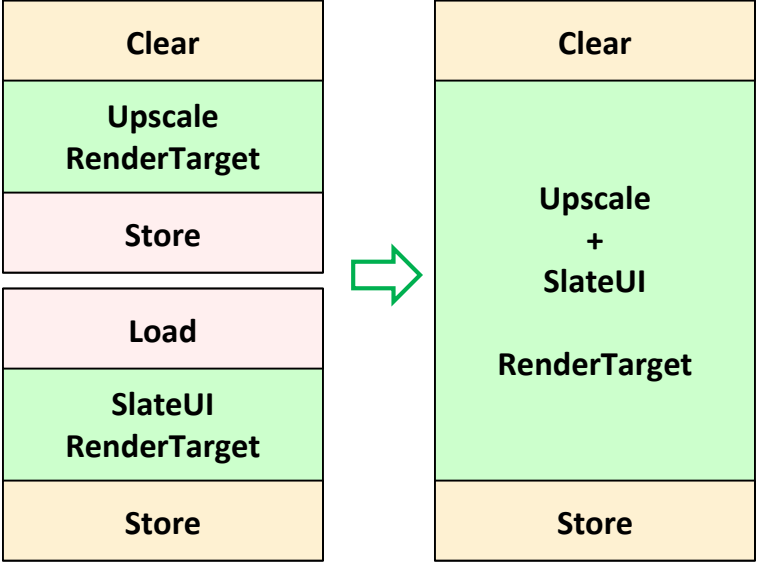 Clear
Upscale
RenderTarget
Store
Load
SlateUI
RenderTarget
Store
Clear
Upscale
+
SlateUI
RenderTarget
Store